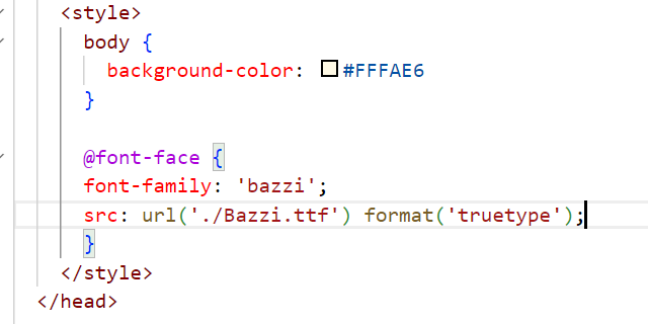 <style>
body {
background-color: #FFFAE6
}
@font-face {
font-family: 'bazzi';
src: url('./Bazzi.ttf') format('truetype');
}
</style>
</head>